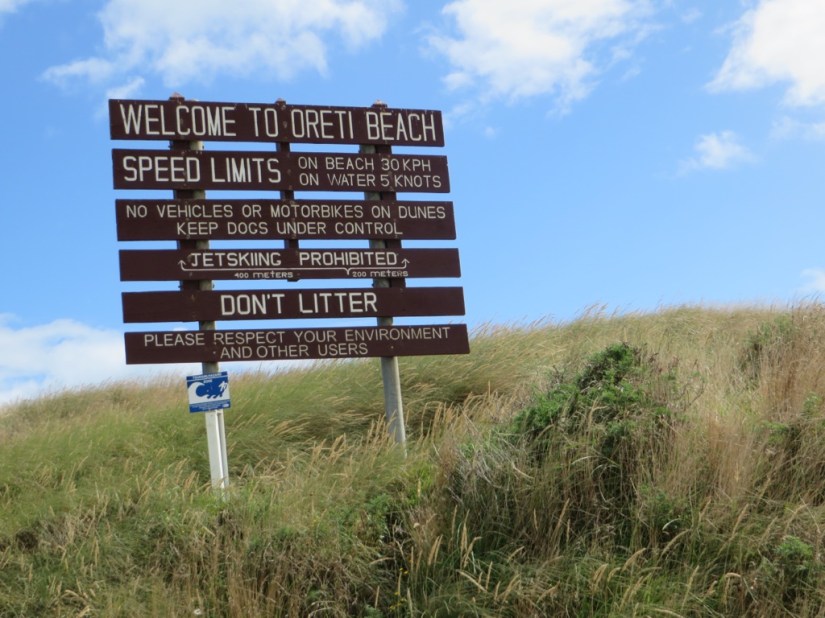 WELCOME TO ORETI BEACH
SPEED LIMITS ON BEACH 30 KPH
ON WATER 5 KNOTS
NO VEHICLES OR MOTORBIKES ON DUNES
KEEP DOGS UNDER CONTROL
JETSKIING PROHIBITED
400 METERS 200 METERS
DON'T LITTER
PLEASE RESPECT YOUR ENVIRONMENT
AND OTHER USERS